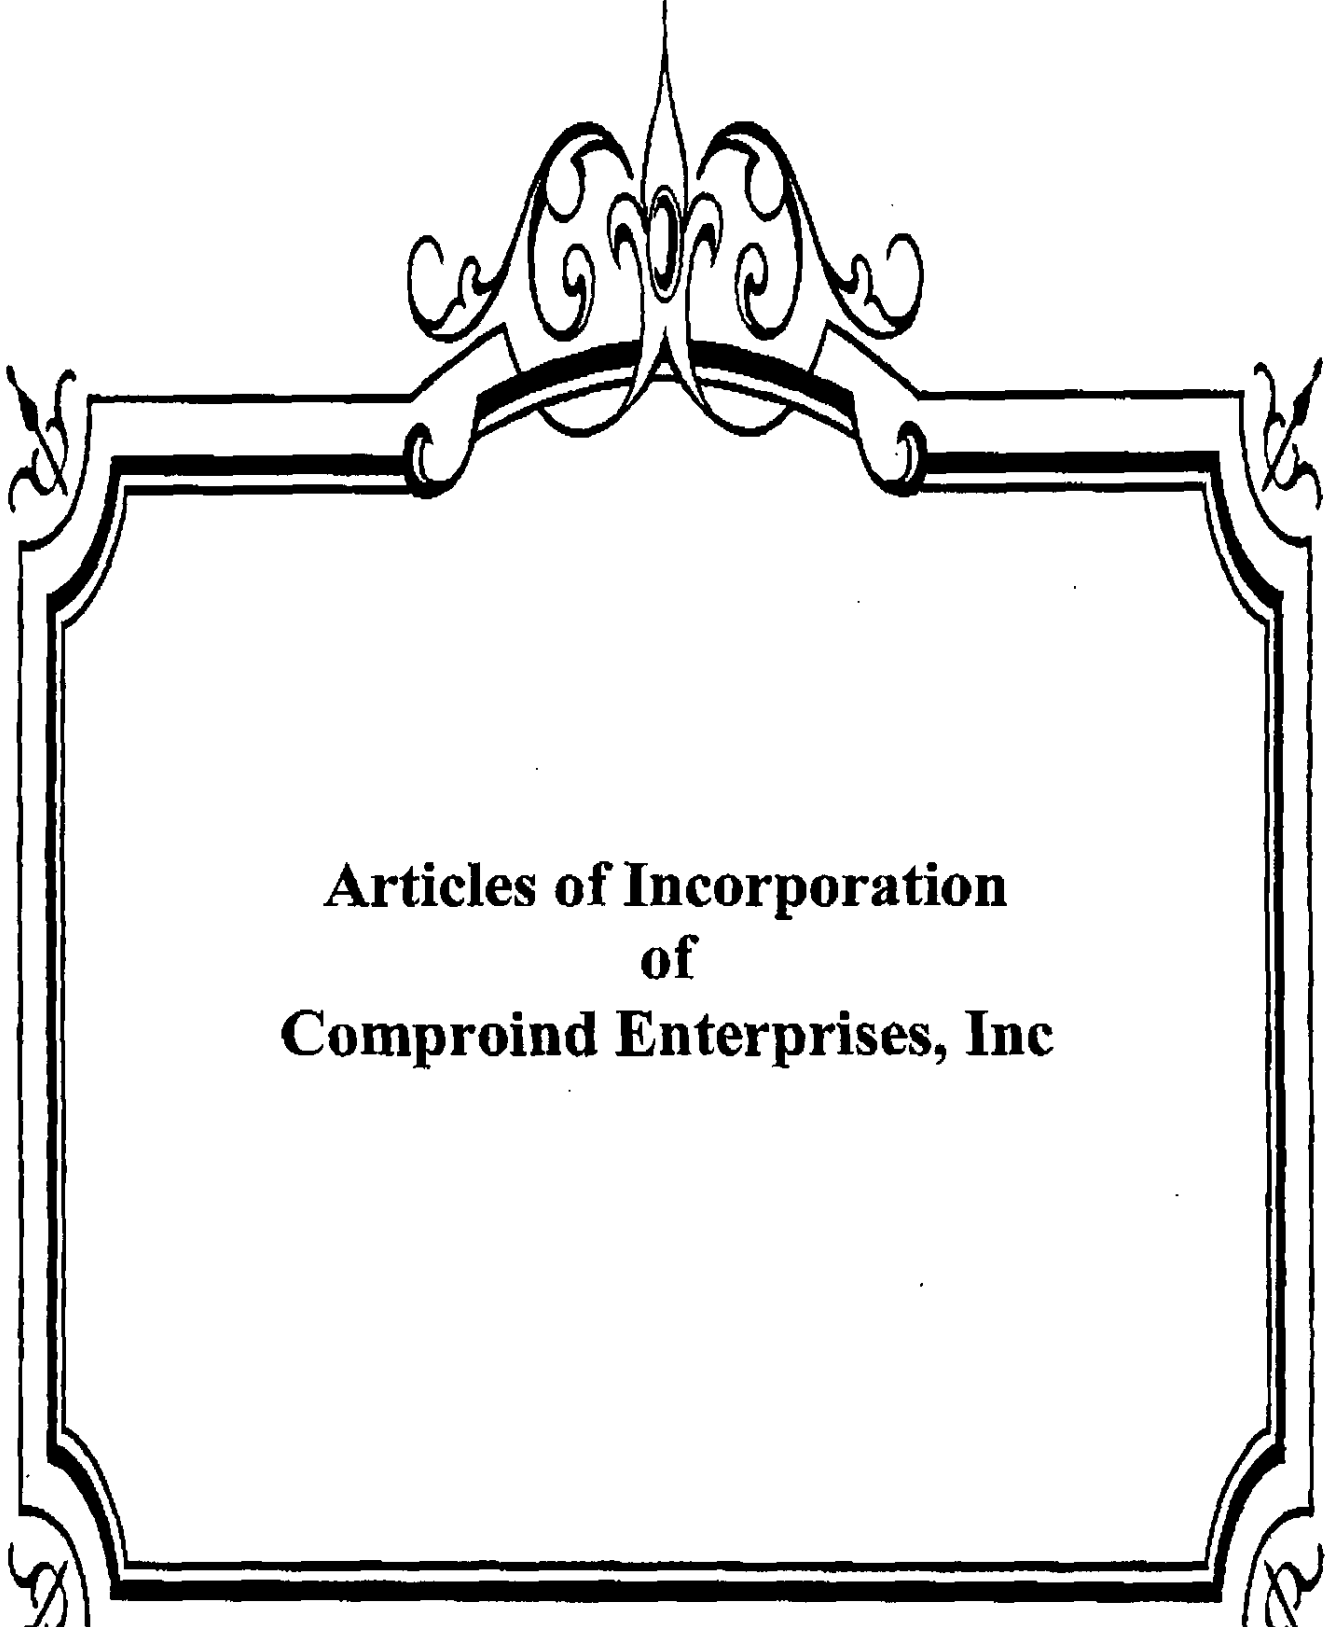 Articles of Incorporation
of
Comproind Enterprises, Inc